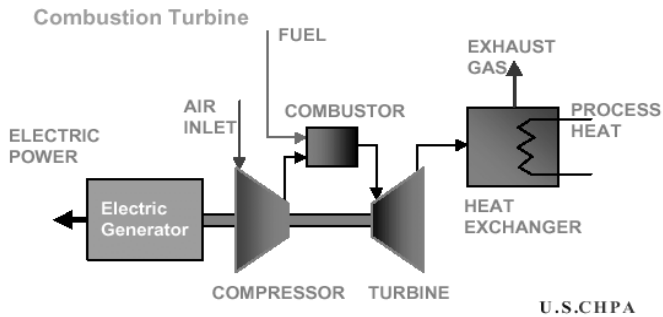 Combustion Turbine
FUEL
EXHAUST
GAS
AIR
INLET
COMBUSTOR
PROCESS
HEAT
ELECTRIC
POWER
Electric
Generator
HEAT
EXCHANGER
COMPRESSOR
TURBINE
U.S.CHPA